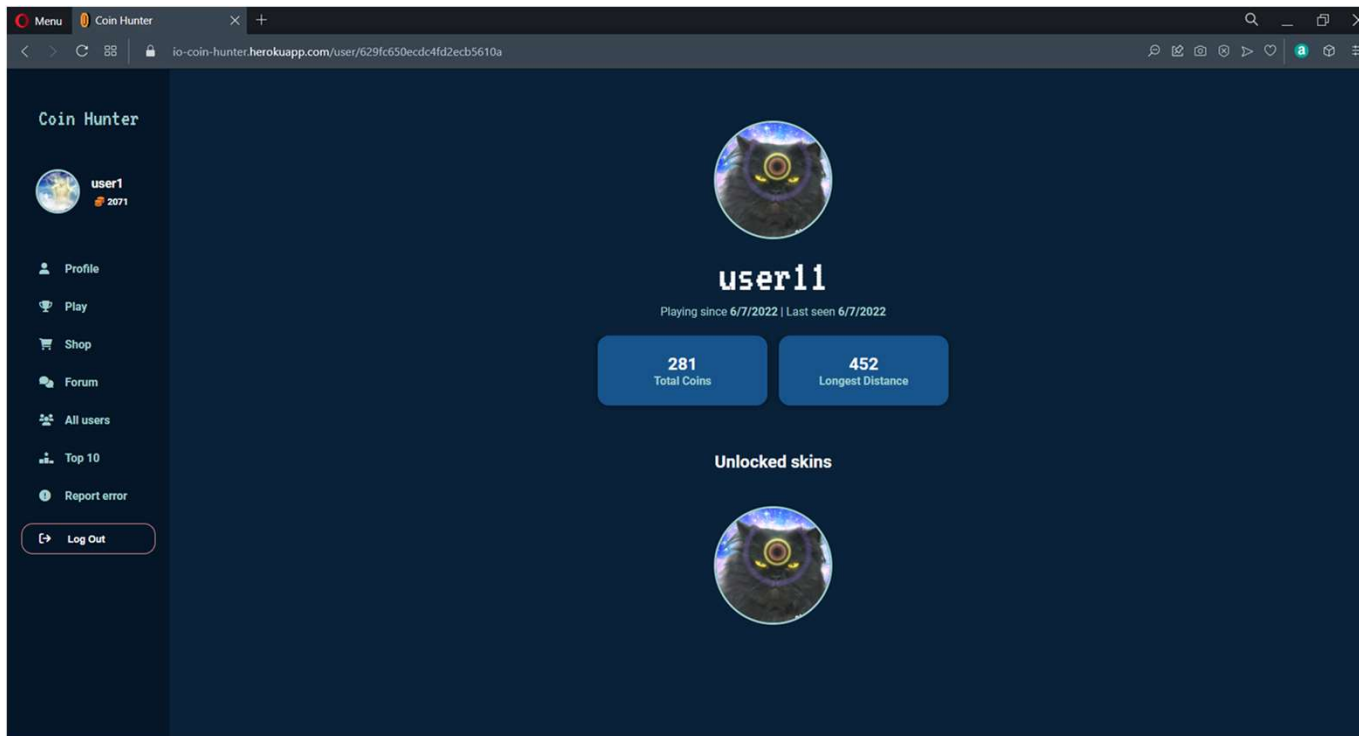 Menu
Coin Hunter
io-coin-hunter.herokuapp.com/user/629fc650ecdc4fd2ecb5610a
Coin Hunter
user1
2071
Profile
Play
Shop
Forum
All users
Top 10
Report error
Log Out
user11
Playing since 6/7/2022 | Last seen 6/7/2022
281
Total Coins
452
Longest Distance
Unlocked skins